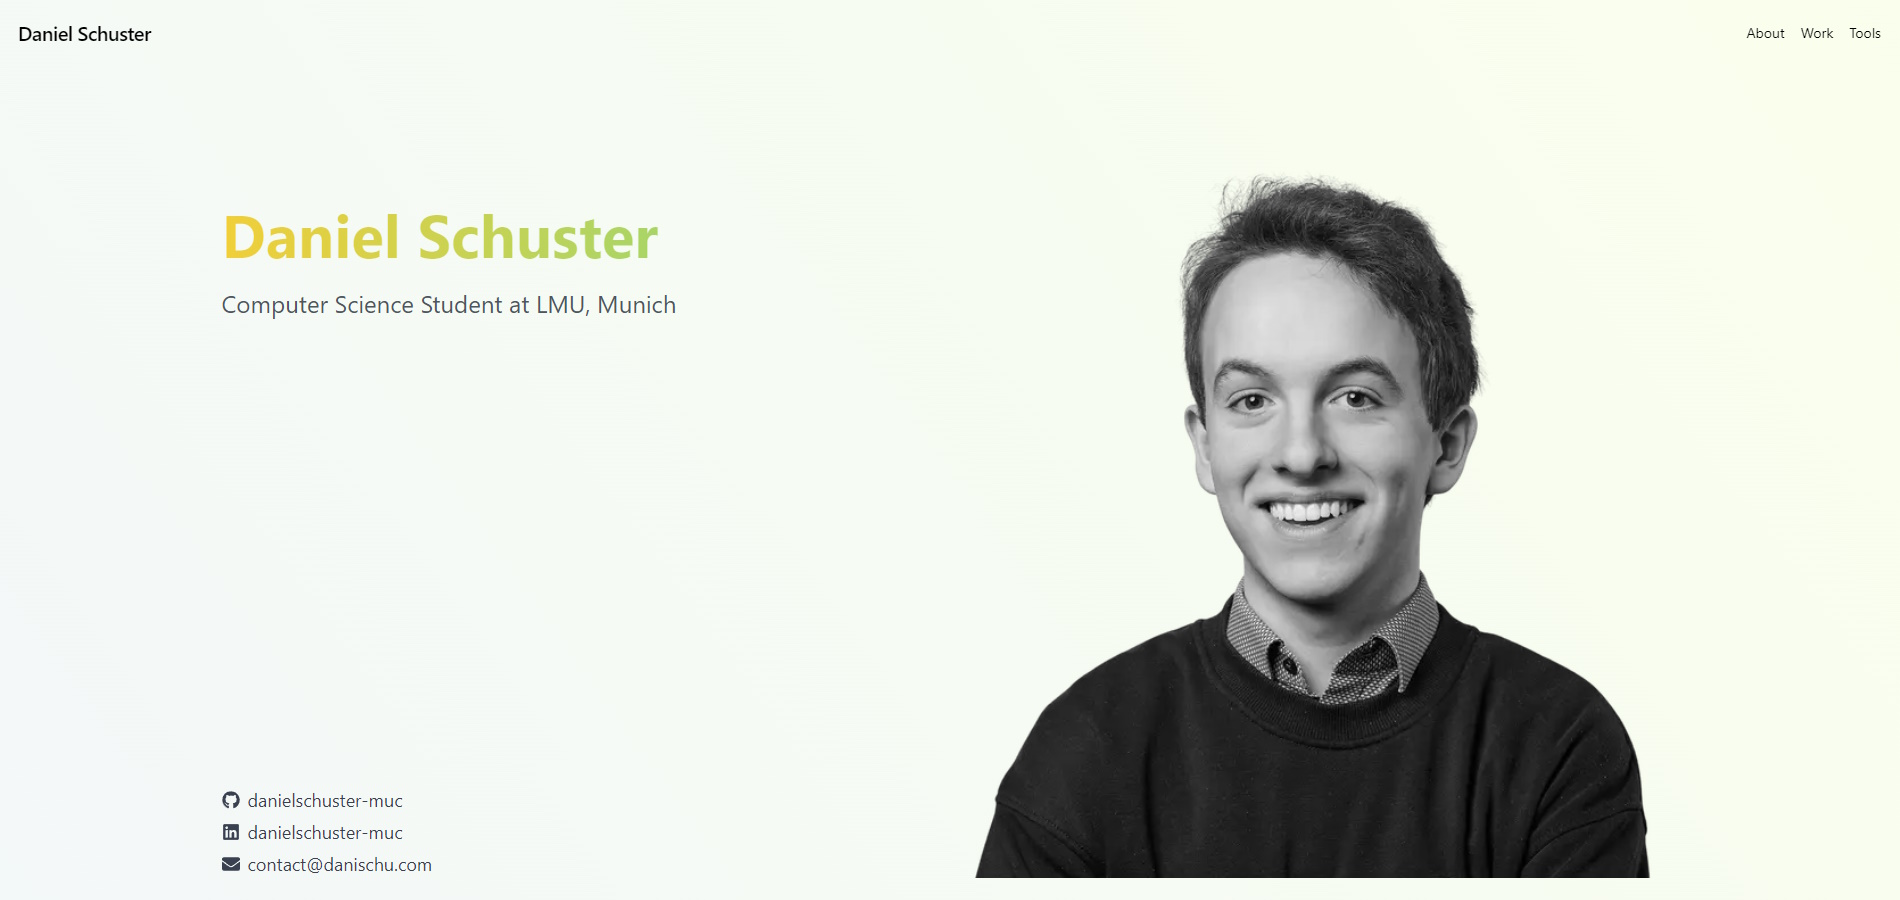 Daniel Schuster
About Work Tools
Daniel Schuster
Computer Science Student at LMU, Munich
danielschuster-muc
danielschuster-muc
contact@danischu.com